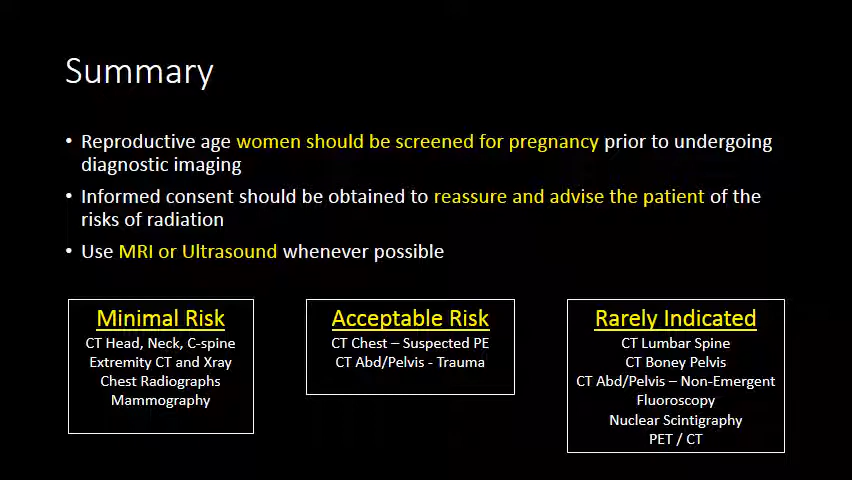 Summary
• Reproductive age women should be screened for pregnancy prior to undergoing
diagnostic imaging
• Informed consent should be obtained to reassure and advise the patient of the
risks of radiation
• Use MRI or Ultrasound whenever possible
Minimal Risk
CT Head, Neck, C-spine
Extremity CT and Xray
Chest Radiographs
Mammography
Acceptable Risk
CT Chest – Suspected PE
CT Abd/Pelvis - Trauma
Rarely Indicated
CT Lumbar Spine
CT Boney Pelvis
CT Abd/Pelvis – Non-Emergent
Fluoroscopy
Nuclear Scintigraphy
PET / CT